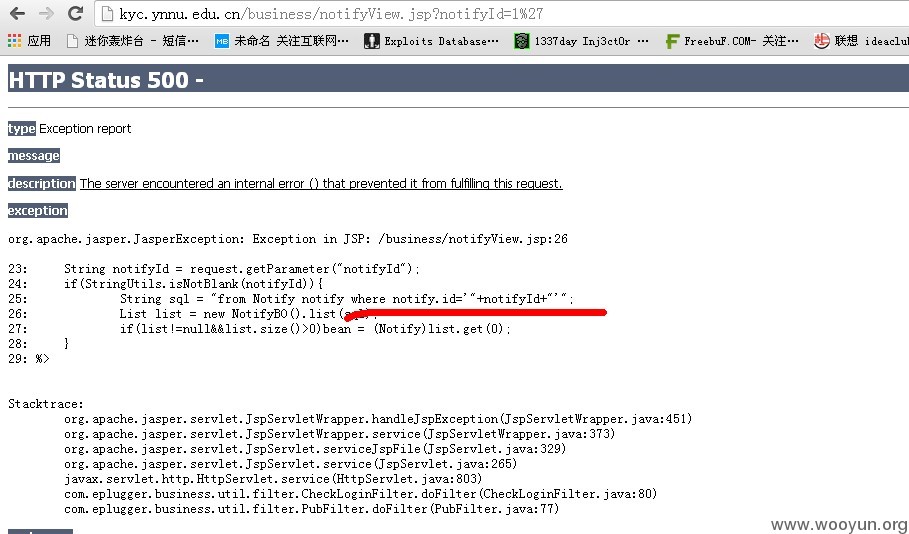 kyc.ynnu.edu.cn/business/notifyView.jsp?notifyId=1%27
应用 迷你轰炸台 - 短信… MB 未命名 关注互联网… Exploits Database… 1337day Inj3ct0r … FreebuF.COM- 关注… 联想 ideaclub
HTTP Status 500 -
type Exception report
message
description The server encountered an internal error () that prevented it from fulfilling this request.
exception
org.apache.jasper.JasperException: Exception in JSP: /business/notifyView.jsp:26
23: String notifyId = request.getParameter("notifyId");
24: if(StringUtils.isNotBlank(notifyId)){
25: String sql = "from Notify notify where notify.id='"+notifyId+"'";
26: List list = new NotifyBO().list(sql);
27: if(list!=null&&list.size()>0)bean = (Notify)list.get(0);
28: }
29: %>
Stacktrace:
org.apache.jasper.servlet.JspServletWrapper.handleJspException(JspServletWrapper.java:451)
org.apache.jasper.servlet.JspServletWrapper.service(JspServletWrapper.java:373)
org.apache.jasper.servlet.JspServlet.serviceJspFile(JspServlet.java:329)
org.apache.jasper.servlet.JspServlet.service(JspServlet.java:265)
javax.servlet.http.HttpServlet.service(HttpServlet.java:803)
com.eplugger.business.util.filter.CheckLoginFilter.doFilter(CheckLoginFilter.java:80)
com.eplugger.business.util.filter.PubFilter.doFilter(PubFilter.java:77)
www.wooyun.org